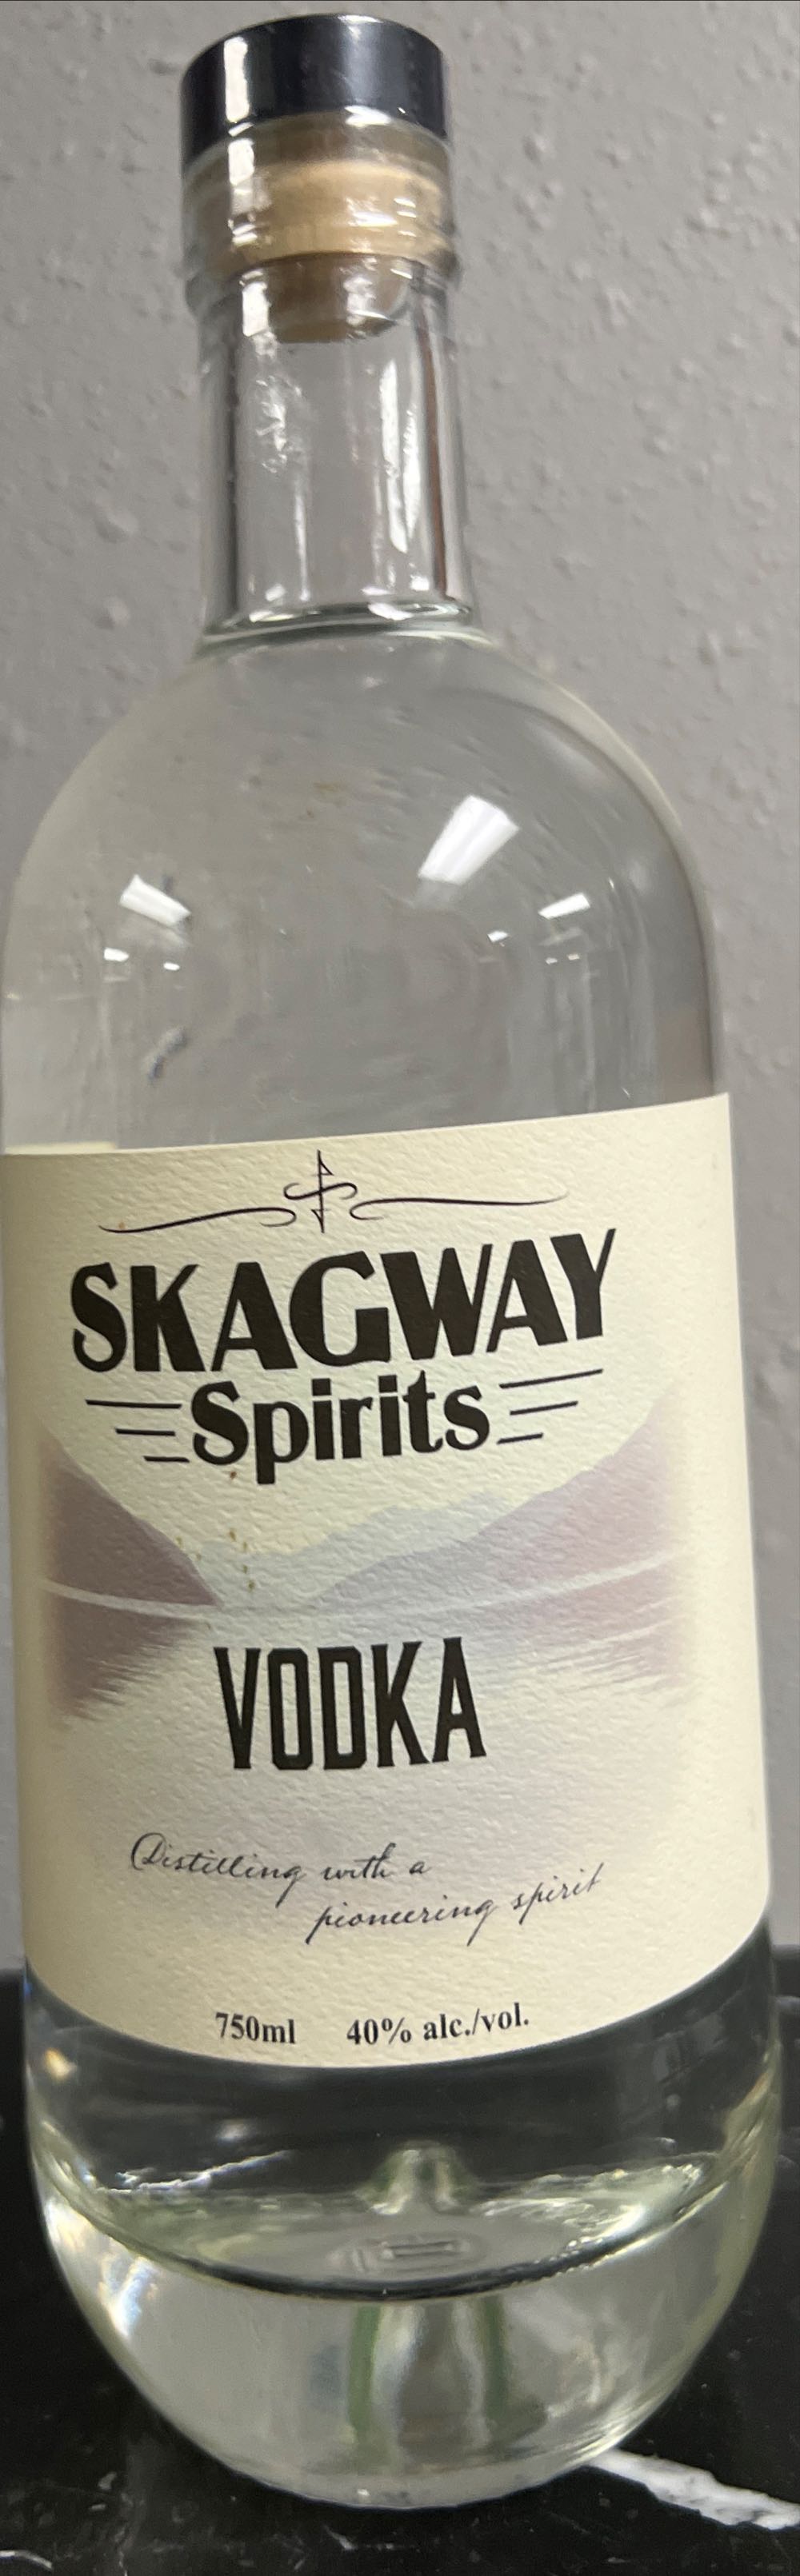 SKAGWAY
Spirits
VODKA
Distilling with a
pioneering spirit
750ml 40% alc./vol.